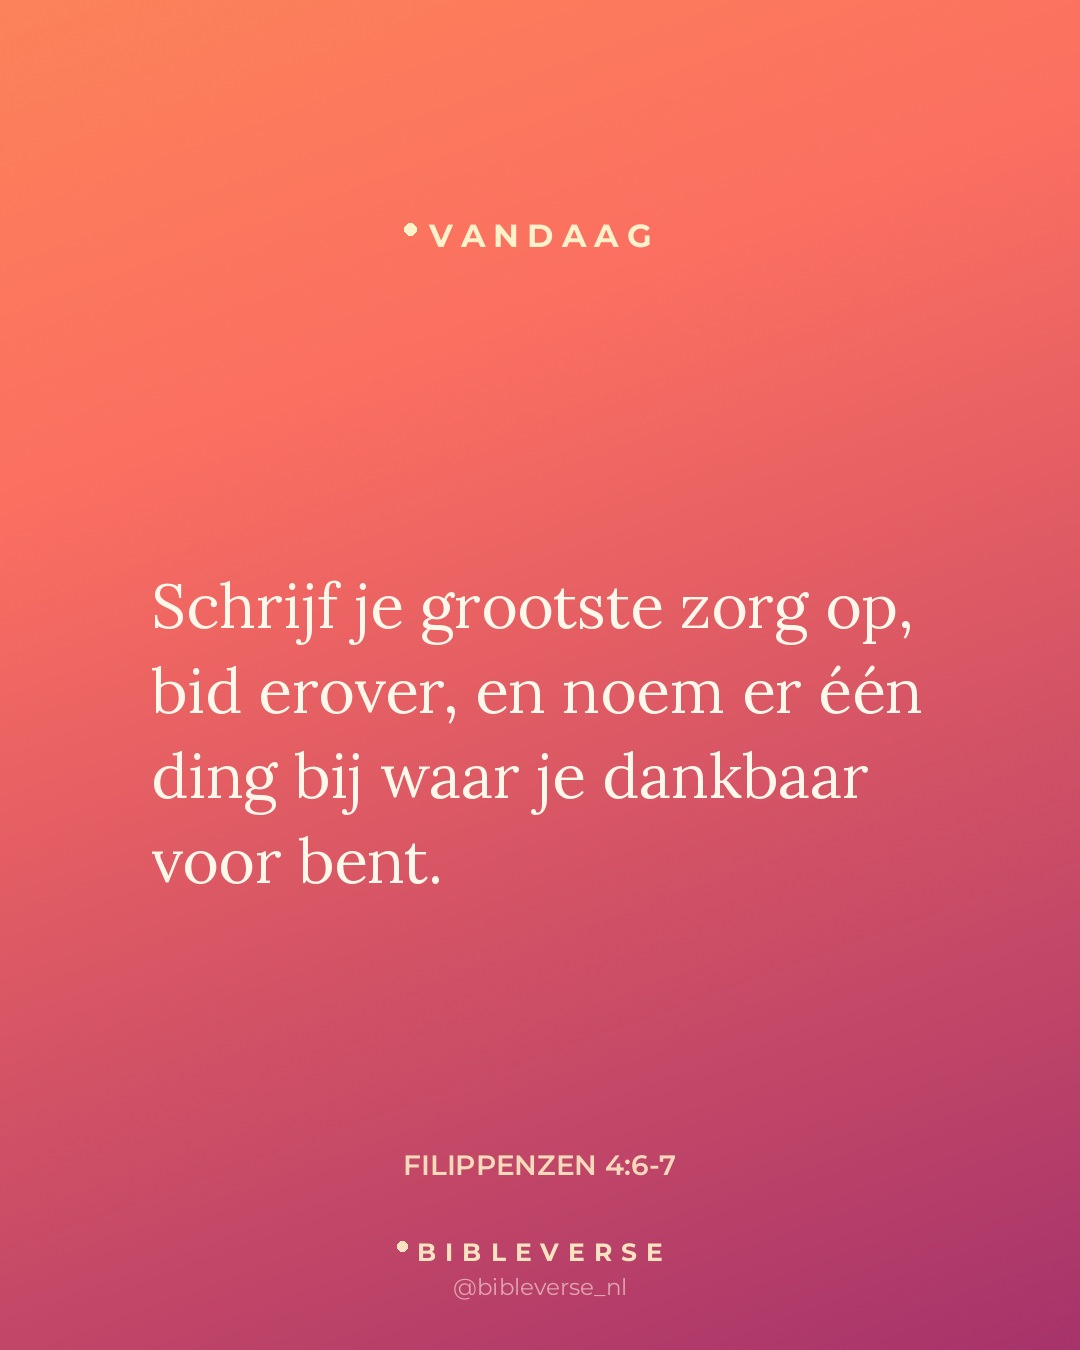 VANDAAG
Schrijf je grootste zorg op,
bid erover, en noem er één
ding bij waar je dankbaar
voor bent.
FILIPPENZEN 4:6-7
BIBLEVERSE
@bibleverse_nl